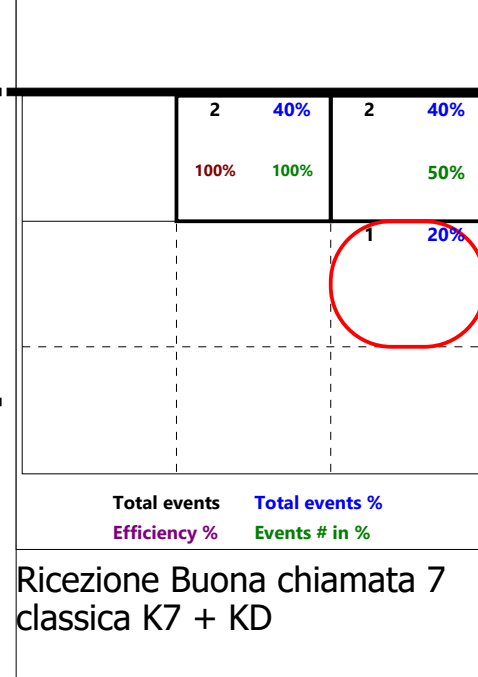 2 40% 2 40%
100% 100% 50%
1 20%
Total events Total events %
Efficiency % Events # in %
Ricezione Buona chiamata 7
classica K7 + KD